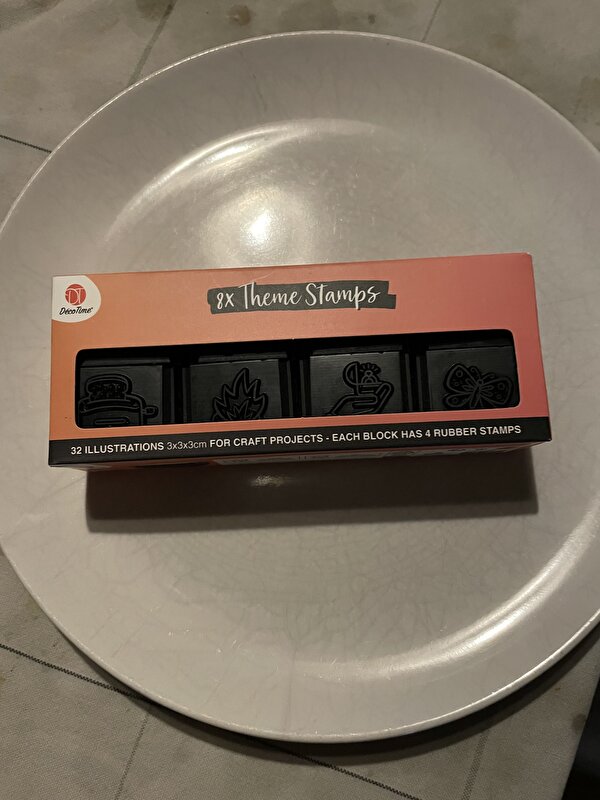 DT
DécoTime®
8X Theme Stamps
32 ILLUSTRATIONS 3x3x3cm FOR CRAFT PROJECTS - EACH BLOCK HAS 4 RUBBER STAMPS